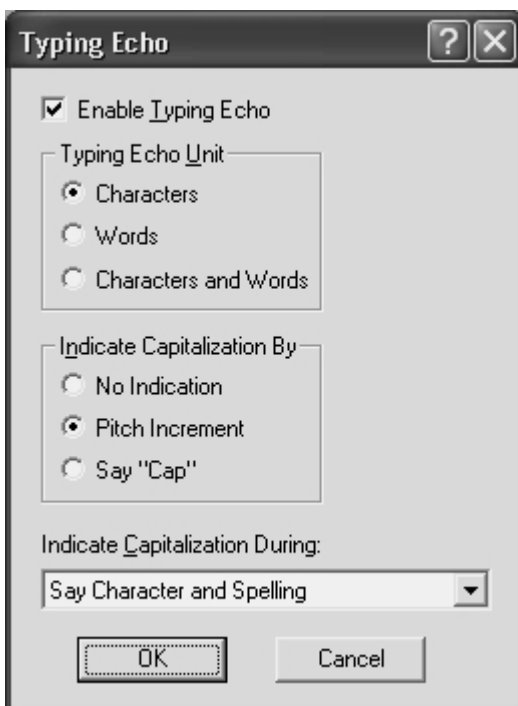 Typing Echo
Enable Typing Echo
Typing Echo Unit
Characters
Words
Characters and Words
Indicate Capitalization By
No Indication
Pitch Increment
Say "Cap"
Indicate Capitalization During:
Say Character and Spelling
OK Cancel